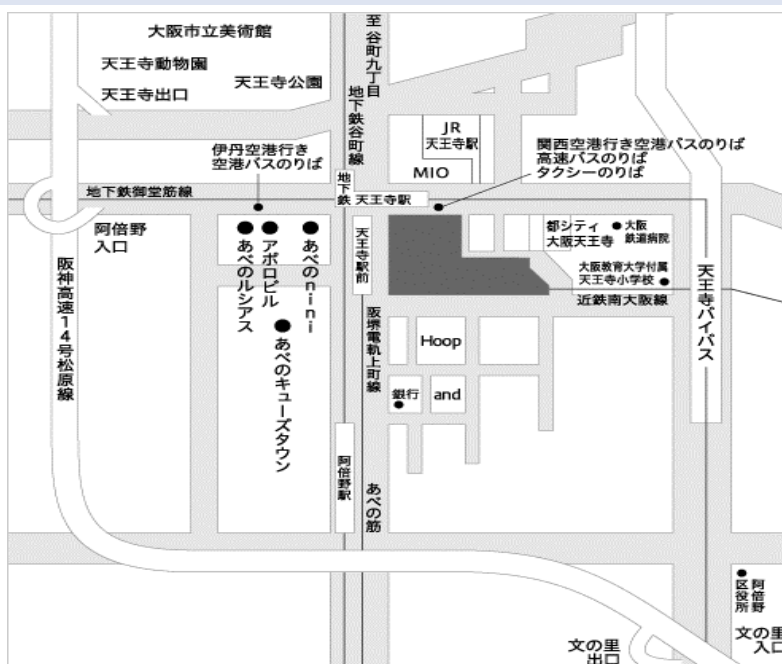 大阪市立美術館
天王寺動物園
天王寺公園
天王寺出口
至谷町九丁目
地下鉄谷町線
JR
天王寺駅
MIO
伊丹空港行き
空港バスのりば
関西空港行き空港バスのりば
高速バスのりば
タクシーのりば
地下鉄御堂筋線
地下鉄
天王寺駅
阿倍野
入口
あべのルシアス
アポロビル
あべのnini
あべのキューズタウン
天王寺駅前
都シティ
大阪天王寺
大阪
鉄道病院
大阪教育大学付属
天王寺小学校
近鉄南大阪線
阪神高速14号松原線
阪堺電軌上町線
天王寺バイパス
Hoop
銀行
and
阿倍野駅
あべの筋
阿倍野
区役所
文の里
入口
文の里
出口